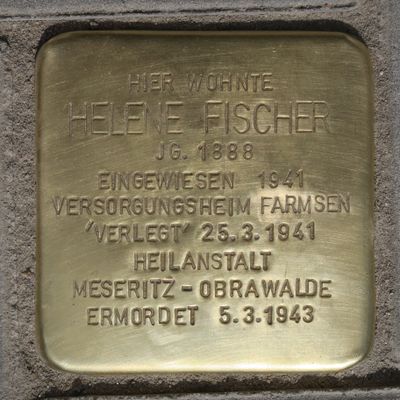 HIER WOHNTE
HELENE FISCHER
JG. 1888
EINGEWIESEN 1941
VERSORGUNGSHEIM FARMSEN
'VERLEGT' 25.3.1941
HEILANSTALT
MESERITZ - OBRAWALDE
ERMORDET 5.3.1943